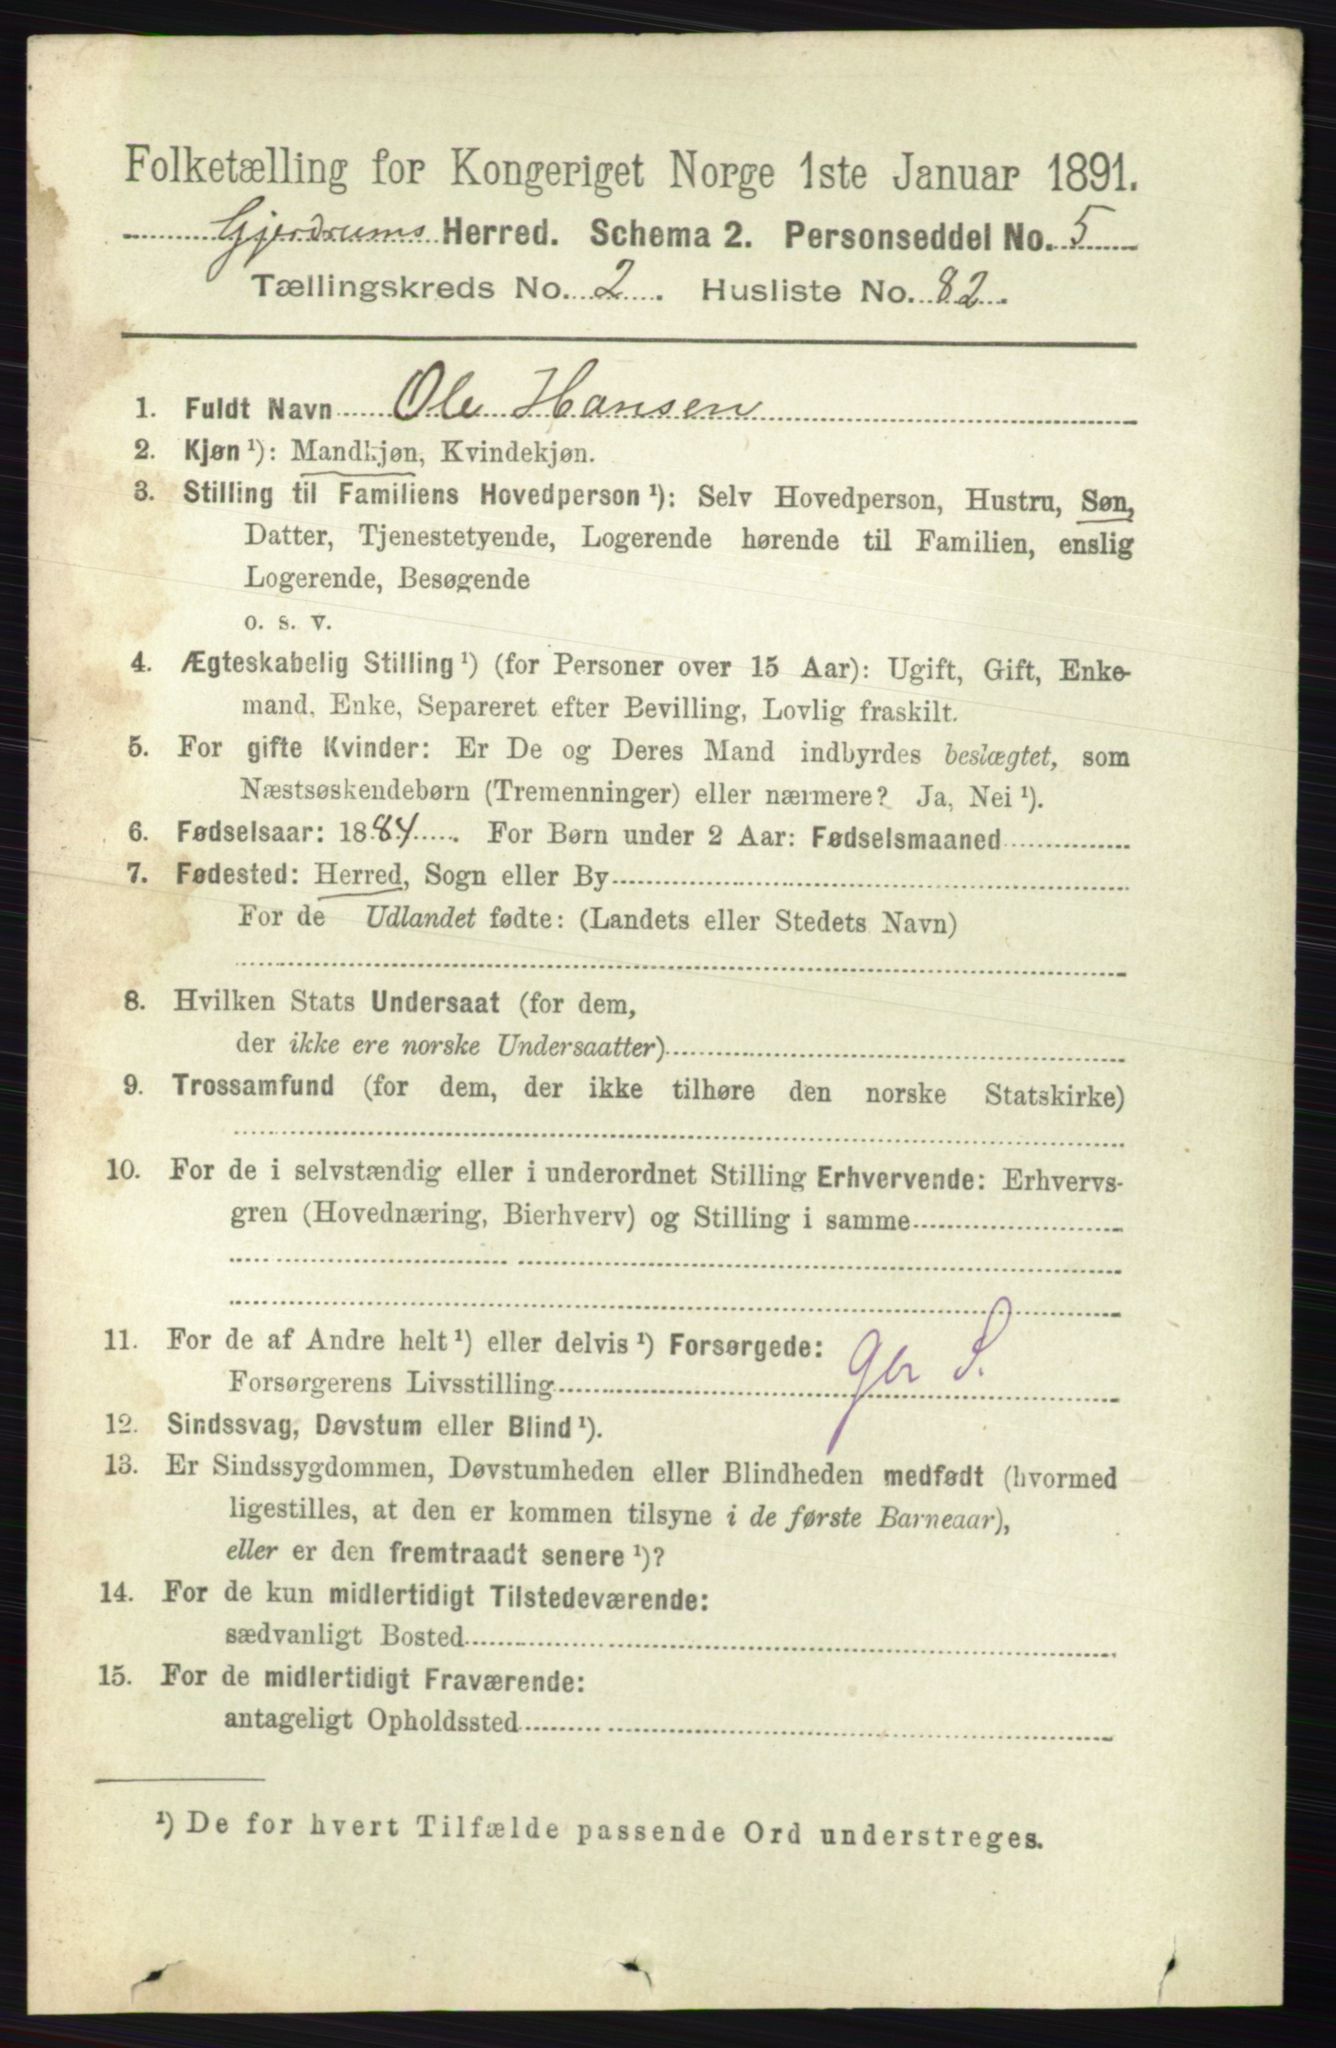 Folketælling for Kongeriget Norge 1ste Januar 1891.
Gjerdrums Herred. Schema 2. Personseddel No. 5
Tællingskreds No. 2. Husliste No. 82.
1. Fuldt Navn Ole Hansen
2. Kjøn ¹): Mandkjøn, Kvindekjøn.
3. Stilling til Familiens Hovedperson ¹): Selv Hovedperson, Hustru, Søn,
Datter, Tjenestetyende, Logerende hørende til Familien, enslig
Logerende, Besøgende
o. s. v.
4. Ægteskabelig Stilling ¹) (for Personer over 15 Aar): Ugift, Gift, Enke-
mand, Enke, Separeret efter Bevilling, Lovlig fraskilt.
5. For gifte Kvinder: Er De og Deres Mand indbyrdes beslægtet, som
Næstsøskendebørn (Tremenninger) eller nærmere? Ja, Nei ¹).
6. Fødselsaar: 1884. For Børn under 2 Aar: Fødselsmaaned
7. Fødested: Herred, Sogn eller By
For de Udlandet fødte: (Landets eller Stedets Navn)
8. Hvilken Stats Undersaat (for dem,
der ikke ere norske Undersaatter)
9. Trossamfund (for dem, der ikke tilhøre den norske Statskirke)
10. For de i selvstændig eller i underordnet Stilling Erhvervende: Erhvervs-
gren (Hovednæring, Bierhverv) og Stilling i samme
11. For de af Andre helt ¹) eller delvis ¹) Forsørgede:
Forsørgerens Livsstilling
12. Sindssvag, Døvstum eller Blind ¹).
13. Er Sindssygdommen, Døvstumheden eller Blindheden medfødt (hvormed
ligestilles, at den er kommen tilsyne i de første Barneaar),
eller er den fremtraadt senere ¹)?
14. For de kun midlertidigt Tilstedeværende:
sædvanligt Bosted
15. For de midlertidigt Fraværende:
antageligt Opholdssted
¹) De for hvert Tilfælde passende Ord understreges.